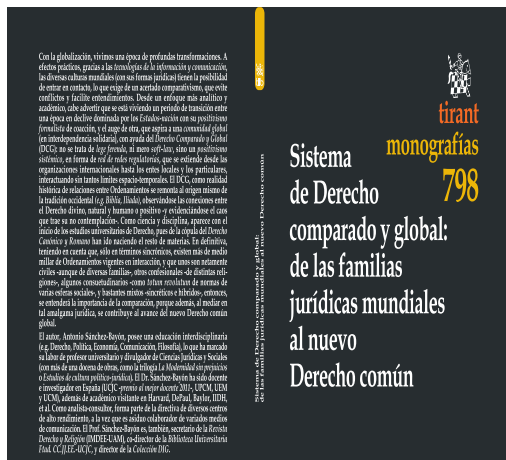 Con la globalización, vivimos una época de profundas transformaciones. A
efectos prácticos, gracias a las tecnologías de la información y comunicación,
las diversas culturas mundiales (con sus formas jurídicas) tienen la posibilidad
de entrar en contacto, lo que exige de un acertado comparativismo, que evite
conflictos y facilite entendimientos. Desde un enfoque más analítico y
académico, cabe advertir que se está viviendo un periodo de transición entre
una época en declive dominada por los Estados-nación con su positivismo
formalista de coacción, y el auge de otra, que aspira a una comunidad global
(en interdependencia solidaria), con ayuda del Derecho Comparado y Global
(DCG): no se trata de lege ferenda, ni mero soft-law, sino un positivismo
sistémico, en forma de red de redes regulatorias, que se extiende desde las
organizaciones internacionales hasta los entes locales y los particulares,
interactuando sin tantos límites espacio-temporales. El DCG, como realidad
histórica de relaciones entre Ordenamientos se remonta al origen mismo de
la tradición occidental (e.g. Biblia, Iliada), observándose las conexiones entre
el Derecho divino, natural y humano o positivo -y evidenciándose el caos
que trae su no contemplación-. Como ciencia y disciplina, aparece con el
inicio de los estudios universitarios de Derecho, pues de la cópula del Derecho
Canónico y Romano han ido naciendo el resto de materias. En definitiva,
teniendo en cuenta que, sólo en términos sincrónicos, existen más de medio
millar de Ordenamientos vigentes en interacción, y que unos son netamente
civiles -aunque de diversas familias-, otros confesionales -de distintas reli-
giones-, algunos consuetudinarios -como totum revolutum de normas de
varias esferas sociales-, y bastantes mixtos -sincréticos e híbridos-, entonces,
se entenderá la importancia de la comparación, porque además, al mediar en
tal amalgama jurídica, se contribuye al avance del nuevo Derecho común
global.
El autor, Antonio Sánchez-Bayón, posee una educación interdisciplinaria
(e.g. Derecho, Política, Economía, Comunicación, Filosofía), lo que ha marcado
su labor de profesor universitario y divulgador de Ciencias Jurídicas y Sociales
(con más de una docena de obras, como la trilogía La Modernidad sin prejuicios
o Estudios de cultura político-jurídica). El Dr. Sánchez-Bayón ha sido docente
e investigador en España (UCJC -premio al mejor docente 2011-, UPCM, UEM
y UCM), además de académico visitante en Harvard, DePaul, Baylor, IIDH,
et al. Como analista-consultor, forma parte de la directiva de diversos centros
de alto rendimiento, a la vez que es asiduo colaborador de variados medios
de comunicación. El Prof. Sánchez-Bayón es, también, secretario de la Revista
Derecho y Religión (IMDEE-UAM), co-director de la Biblioteca Universitaria
Ftad. CC.JJ.EE.-UCJC, y director de la Colección DIG.
Sistema de Derecho comparado y global:
de las familias jurídicas mundiales al nuevo Derecho común
tirant
monografías
798
Sistema
de Derecho
comparado y global:
de las familias
jurídicas mundiales
al nuevo
Derecho común